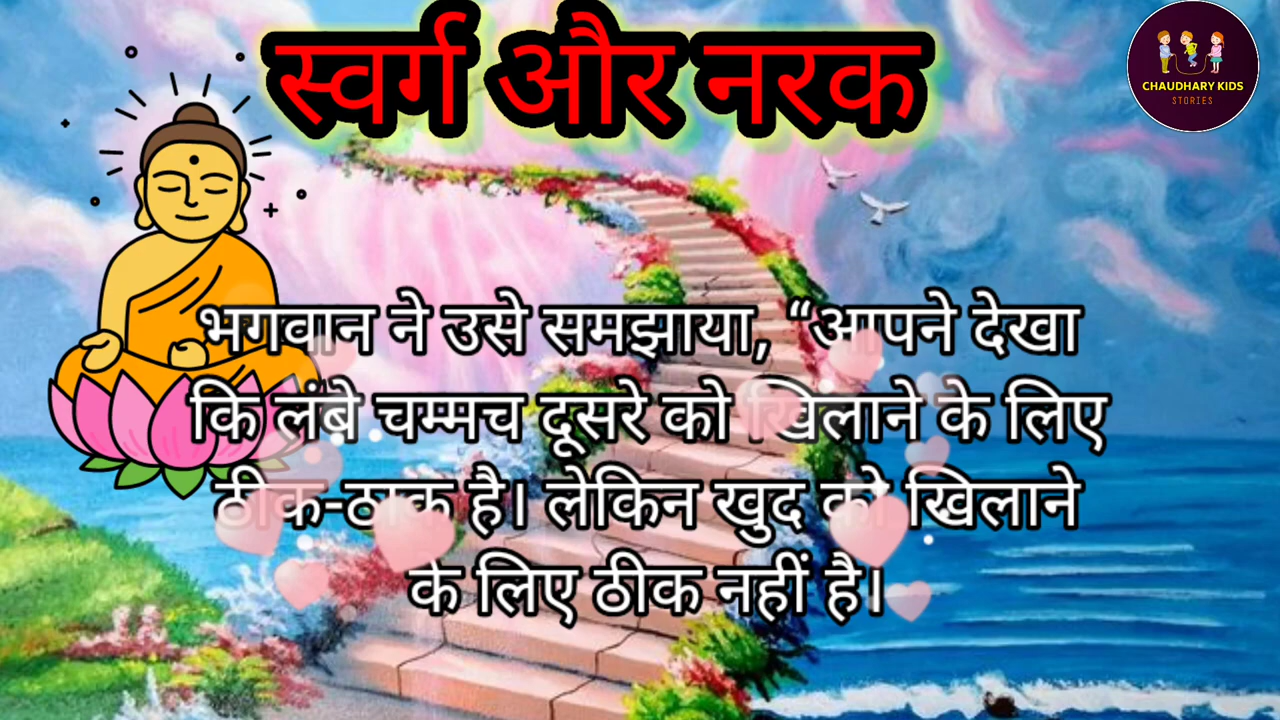 स्वर्ग और नरक
CHAUDHARY KIDS
STORIES
भगवान ने उसे समझाया, “आपने देखा
कि लंबे चम्मच दूसरे को खिलाने के लिए
ठीक-ठाक है। लेकिन खुद को खिलाने
के लिए ठीक नहीं है।